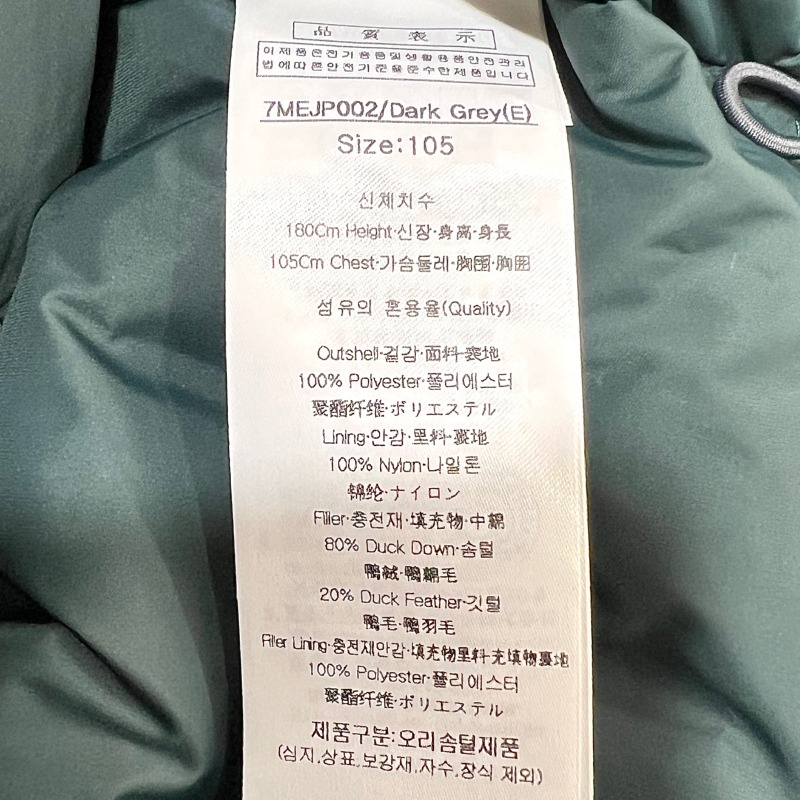 品質表示
이 제품은 전기용품및생활용품안전관리
법에따른안전기준을준수한제품입니다
7MEJP002/Dark Grey(E)
Size:105
신체치수
180Cm Height·신장·身高·身長
105Cm Chest·가슴둘레·胸围·胸囲
섬유의 혼용율(Quality)
Outshell·겉감·面料·表地
100% Polyester·폴리에스터
聚酯纤维·ポリエステル
Lining·안감·里料·裏地
100% Nylon·나일론
锦纶·ナイロン
Filler·충전재·填充物·中綿
80% Duck Down·솜털
鸭绒·鴨綿毛
20% Duck Feather·깃털
鸭毛·鴨羽毛
Filler Lining·충전재안감·填充物里料·充填物裏地
100% Polyester·폴리에스터
聚酯纤维·ポリエステル
제품구분:오리솜털제품
(심지,상표,보강재,자수,장식 제외)